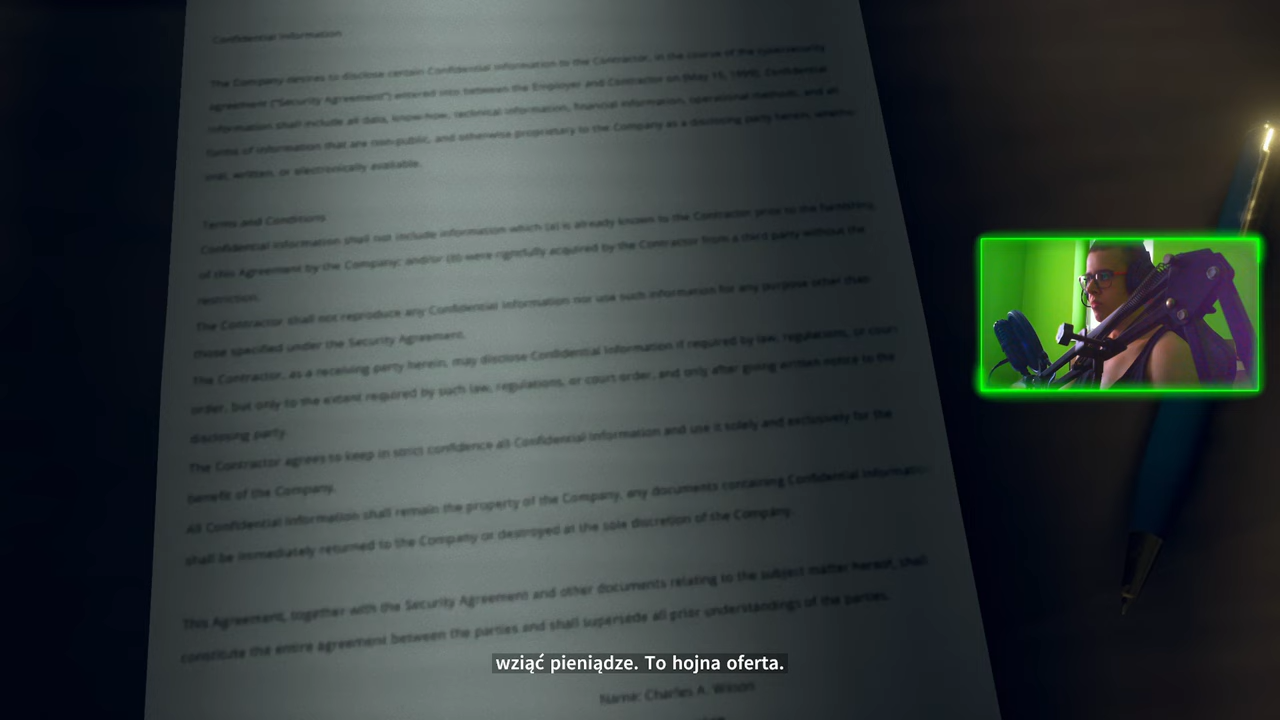 Confidential Information
The Company desires to disclose certain Confidential Information to the Contractor, in the course of the cybersecurity
agreement ("Security Agreement") entered into between the Employer and Contractor on (May 15, 1999). Confidential
Information shall include all data, know-how, technical information, financial information, operational methods, and all
forms of information that are non-public, and otherwise proprietary to the Company as a disclosing party herein,
oral, written, or electronically available.
Terms and Conditions
Confidential Information shall not include information which (a) is already known to the Contractor prior to the
of this Agreement by the Company; and/or (b) were rightfully acquired by the Contractor from a third party without the
restriction.
The Contractor shall not reproduce any Confidential Information nor use such information for any purpose other than
those specified under the Security Agreement.
The Contractor, as a receiving party herein, may disclose Confidential Information if required by law, regulations, or court
order, but only to the extent required by such law, regulations, or court order, and only after giving written notice to the
disclosing party.
The Contractor agrees to keep in strict confidence all Confidential Information and use it solely and exclusively for the
benefit of the Company.
All Confidential Information shall remain the property of the Company, any documents containing Confidential Information
shall be immediately returned to the Company or destroyed at the sole discretion of the Company.
This Agreement, together with the Security Agreement and other documents relating to the subject matter hereof, shall
constitute the entire agreement between the parties and shall supersede all prior understandings of the parties.
wziąć pieniądze. To hojna oferta.
Name: Charles A. Wilson